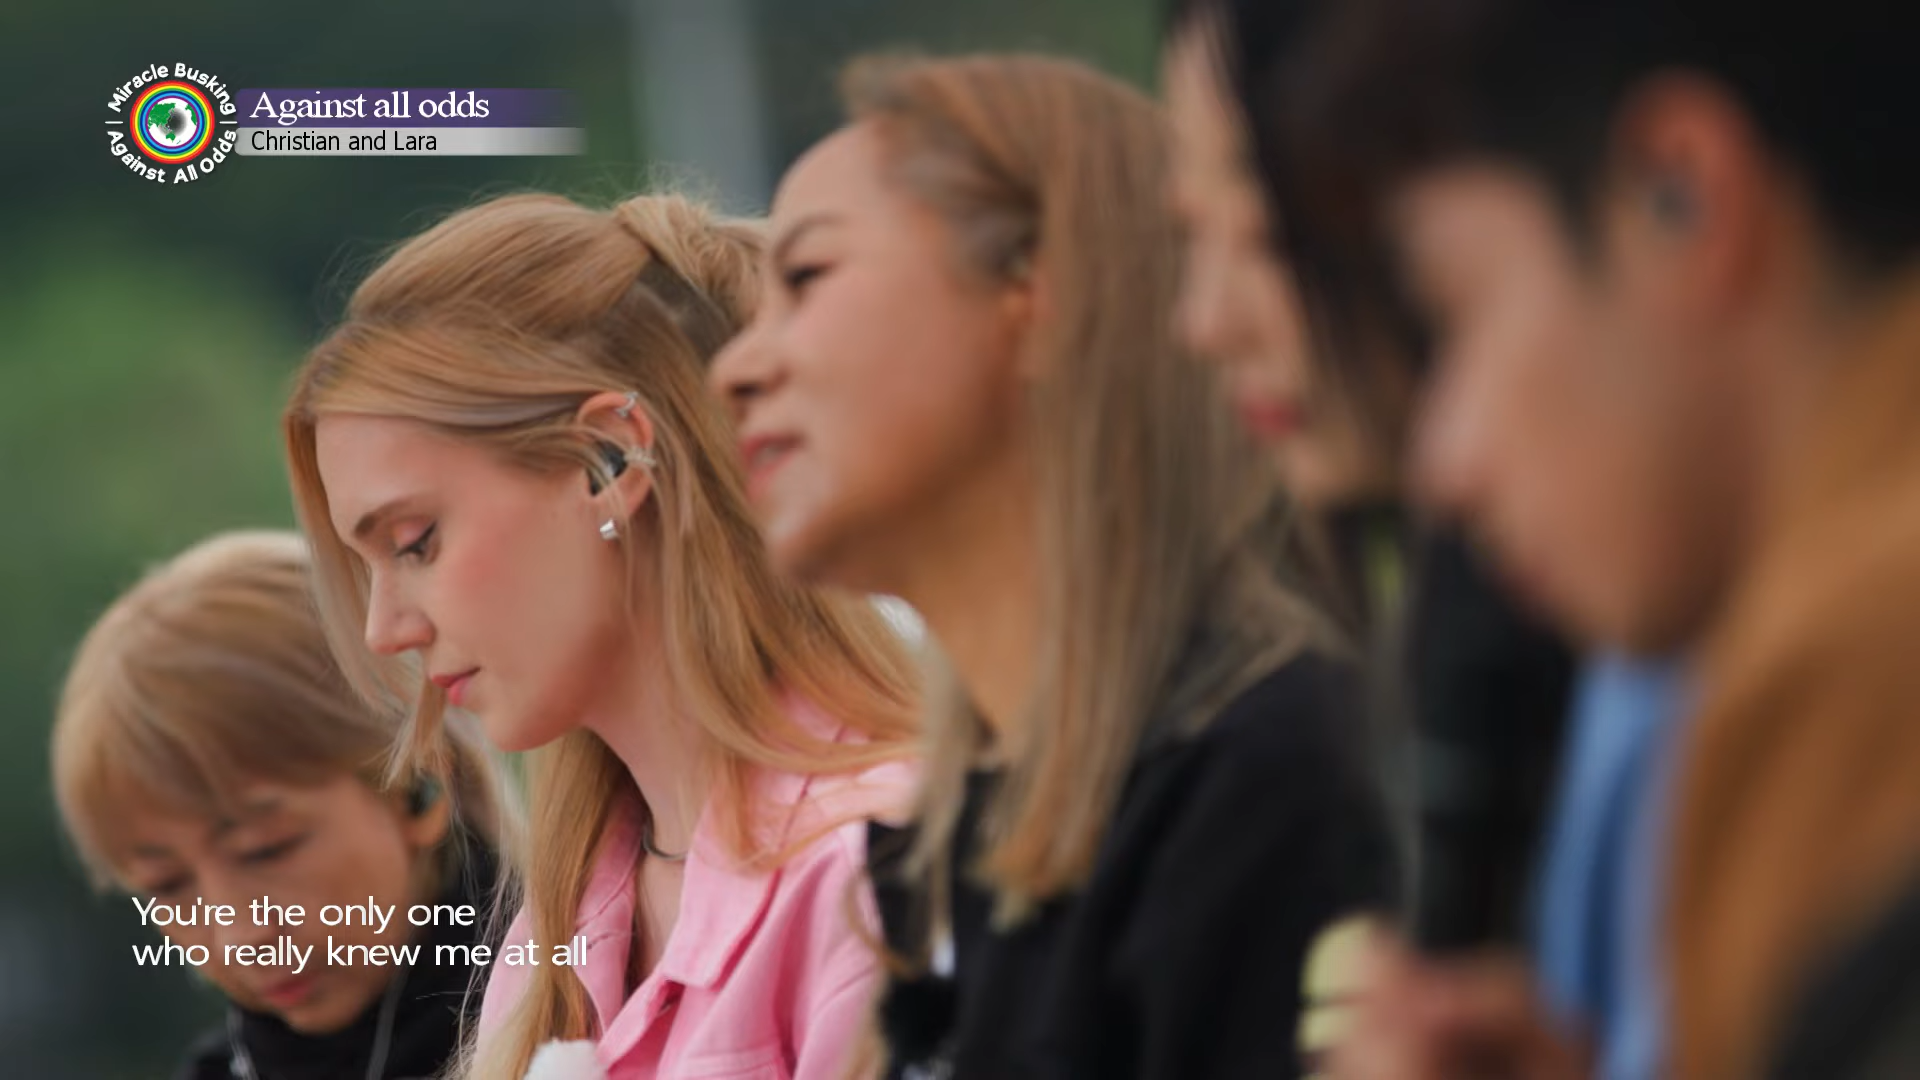 Miracle Busking
Against All Odds
Against all odds
Christian and Lara
You're the only one
who really knew me at all